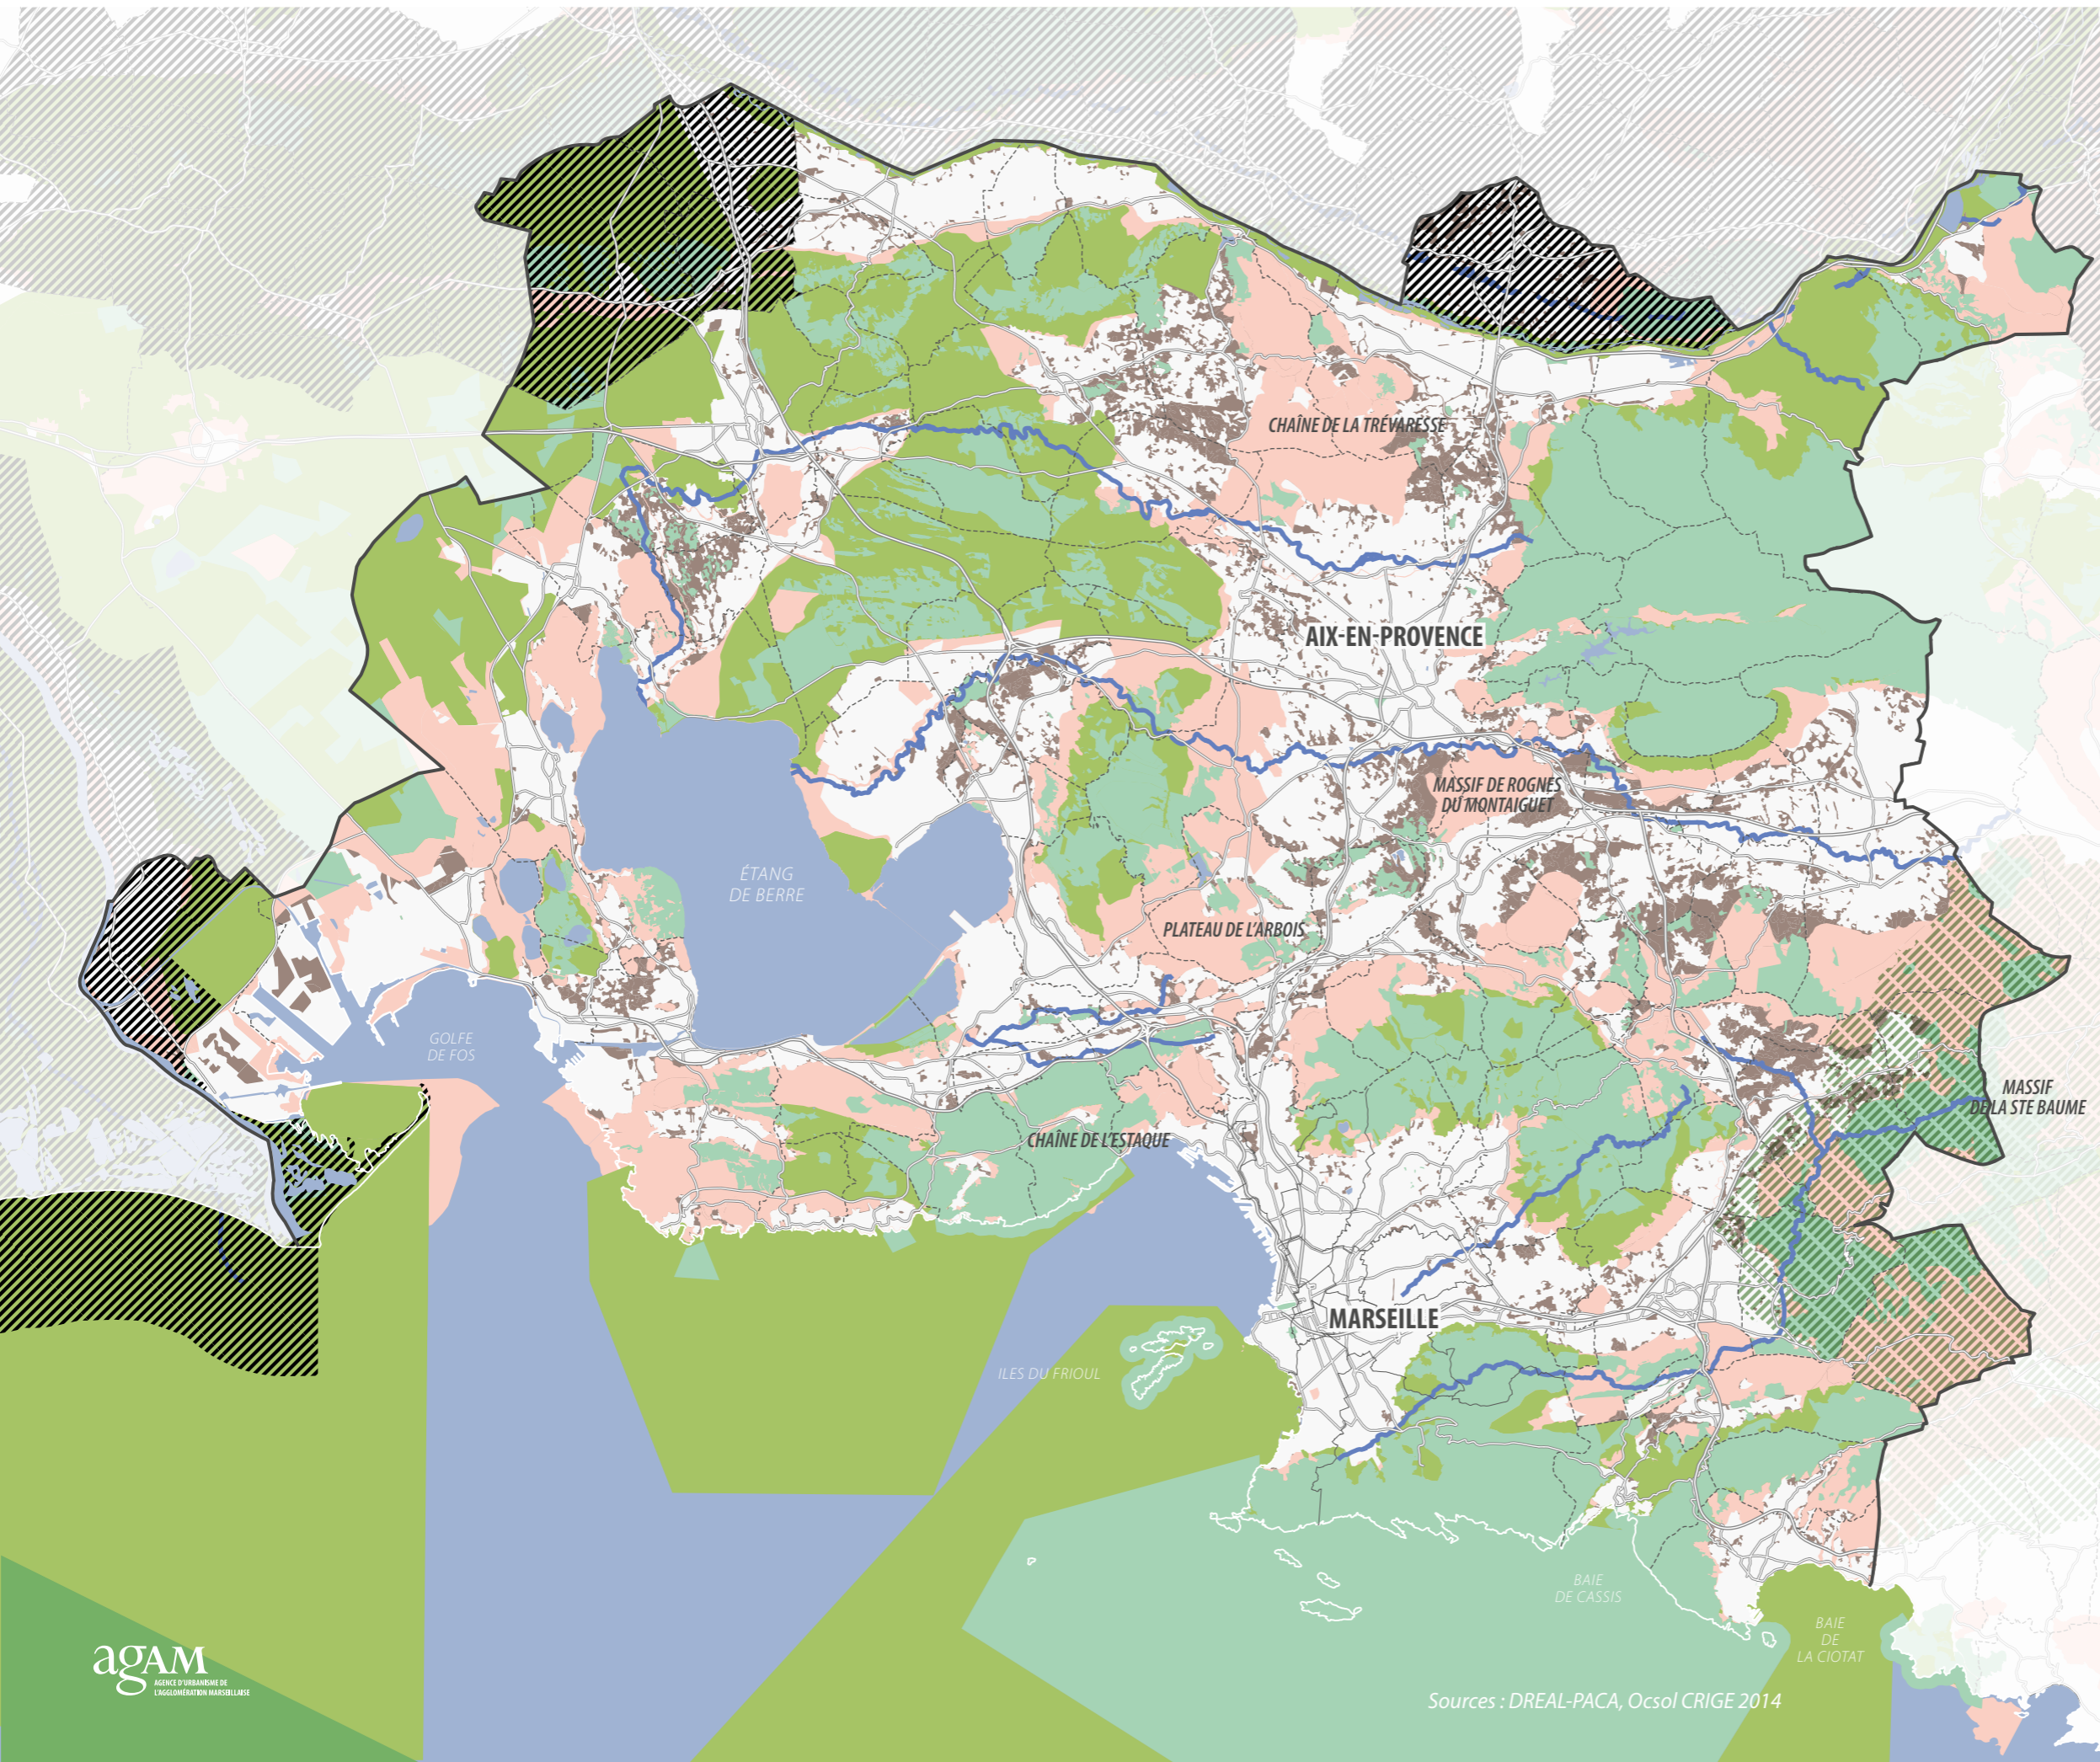 CHAÎNE DE LA TRÉVARESSE
AIX-EN-PROVENCE
MASSIF DE ROGNES
DU MONTAIGUET
ÉTANG
DE BERRE
PLATEAU DE L'ARBOIS
GOLFE
DE FOS
MASSIF
DE LA STE BAUME
CHAÎNE DE L'ESTAQUE
MARSEILLE
ILES DU FRIOUL
BAIE
DE CASSIS
BAIE
DE
LA CIOTAT
agAM
AGENCE D'URBANISME DE
L'AGGLOMÉRATION MARSEILLAISE
Sources : DREAL-PACA, Ocsol CRIGE 2014